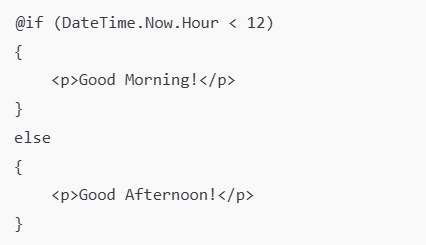 @if (DateTime.Now.Hour < 12)
{
    <p>Good Morning!</p>
}
else
{
    <p>Good Afternoon!</p>
}